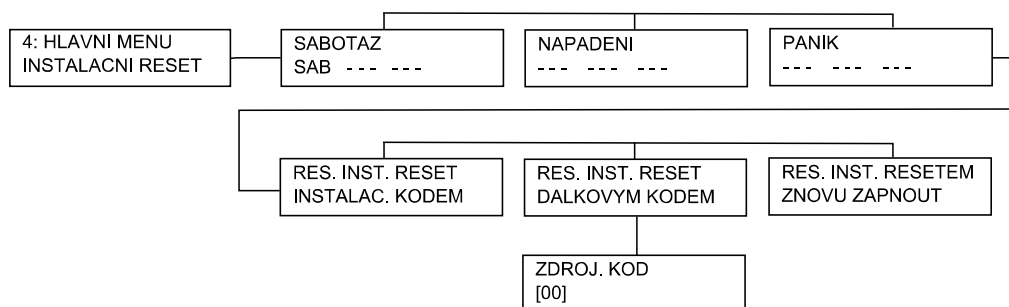 4: HLAVNI MENU
INSTALACNI RESET
SABOTAZ
SAB --- ---
NAPADENI
--- --- ---
PANIK
--- --- ---
RES. INST. RESET
INSTALAC. KODEM
RES. INST. RESET
DALKOVYM KODEM
RES. INST. RESETEM
ZNOVU ZAPNOUT
ZDROJ. KOD
[00]